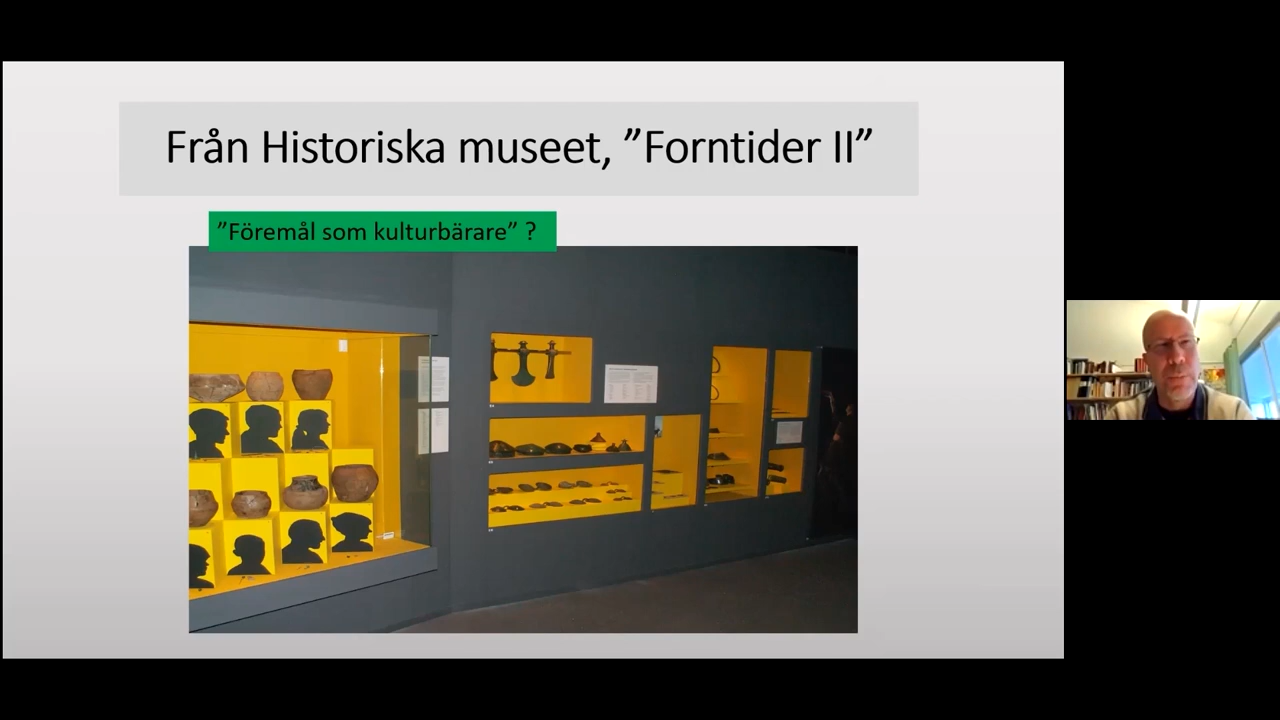 Från Historiska museet, ”Forntider II”
”Föremål som kulturbärare” ?